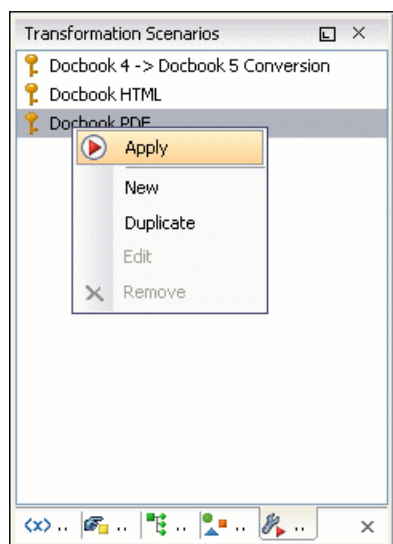 Transformation Scenarios
Docbook 4 -> Docbook 5 Conversion
Docbook HTML
Docbook PDF
Apply
New
Duplicate
Edit
Remove
<x> .. .. .. .. ..